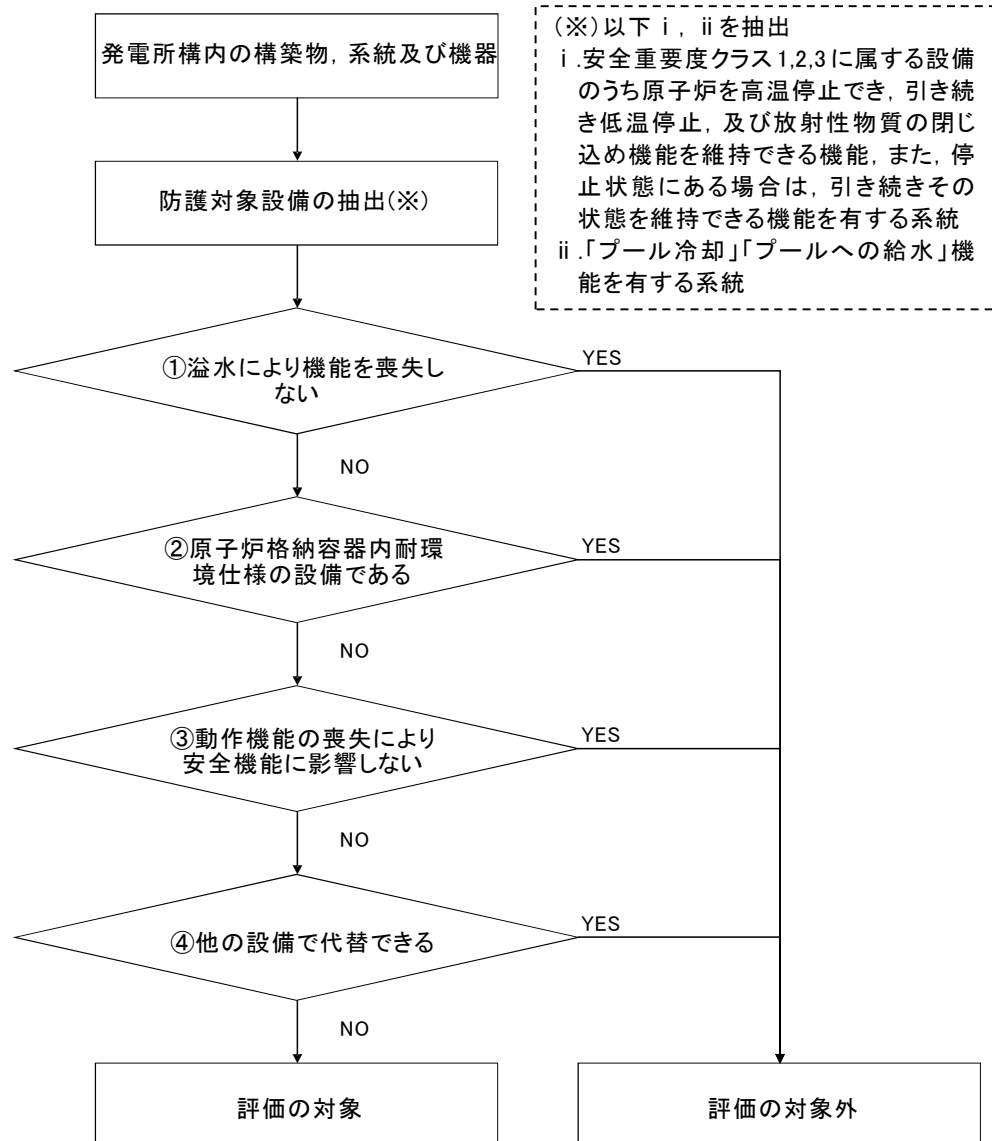 発電所構内の構築物，系統及び機器
(※)以下ⅰ，ⅱを抽出
ⅰ.安全重要度クラス1,2,3に属する設備
のうち原子炉を高温停止でき，引き続
き低温停止，及び放射性物質の閉じ
込め機能を維持できる機能，また，停
止状態にある場合は，引き続きその
状態を維持できる機能を有する系統
ⅱ.「プール冷却」「プールへの給水」機
能を有する系統
防護対象設備の抽出(※)
①溢水により機能を喪失し
ない
YES
NO
②原子炉格納容器内耐環
境仕様の設備である
YES
NO
③動作機能の喪失により
安全機能に影響しない
YES
NO
④他の設備で代替できる
YES
NO
評価の対象
評価の対象外